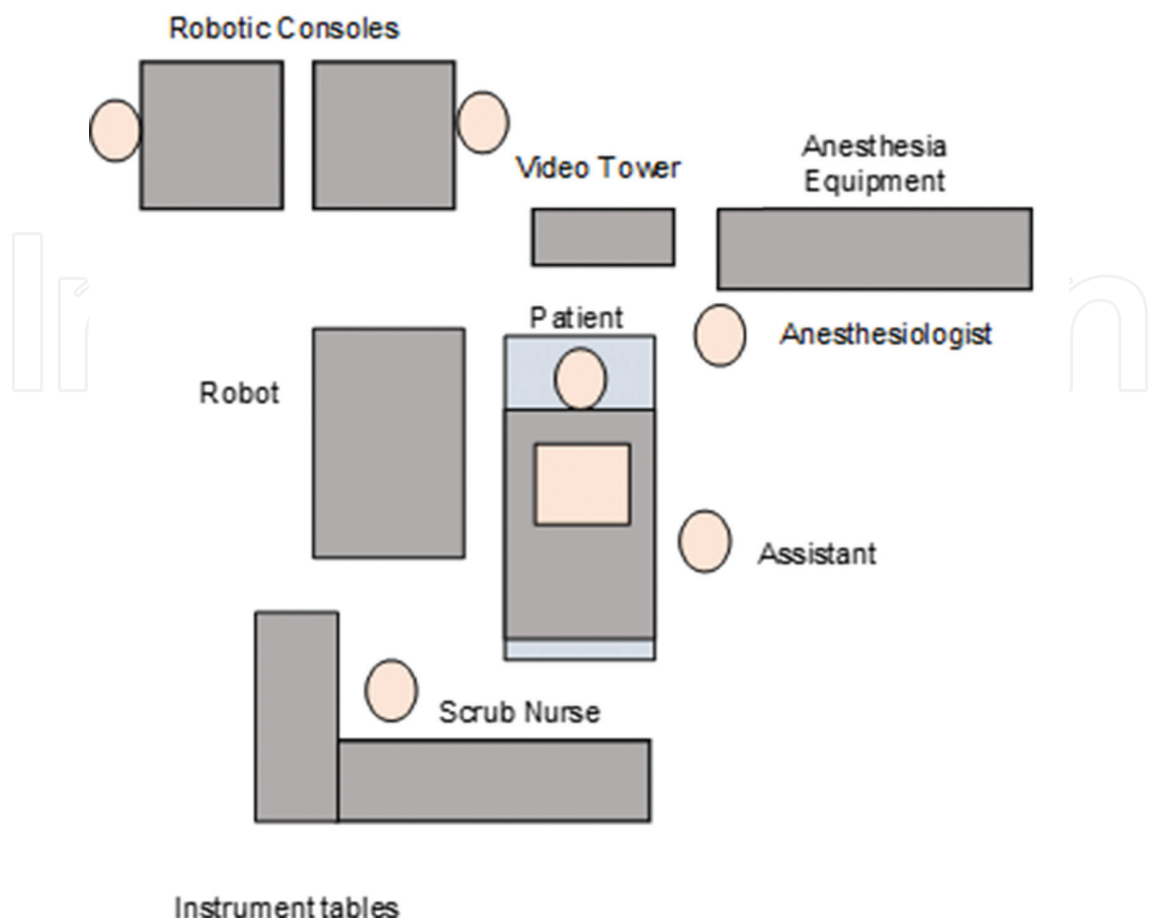 Robotic Consoles
Video Tower
Anesthesia
Equipment
Patient
Anesthesiologist
Robot
Assistant
Scrub Nurse
Instrument tables